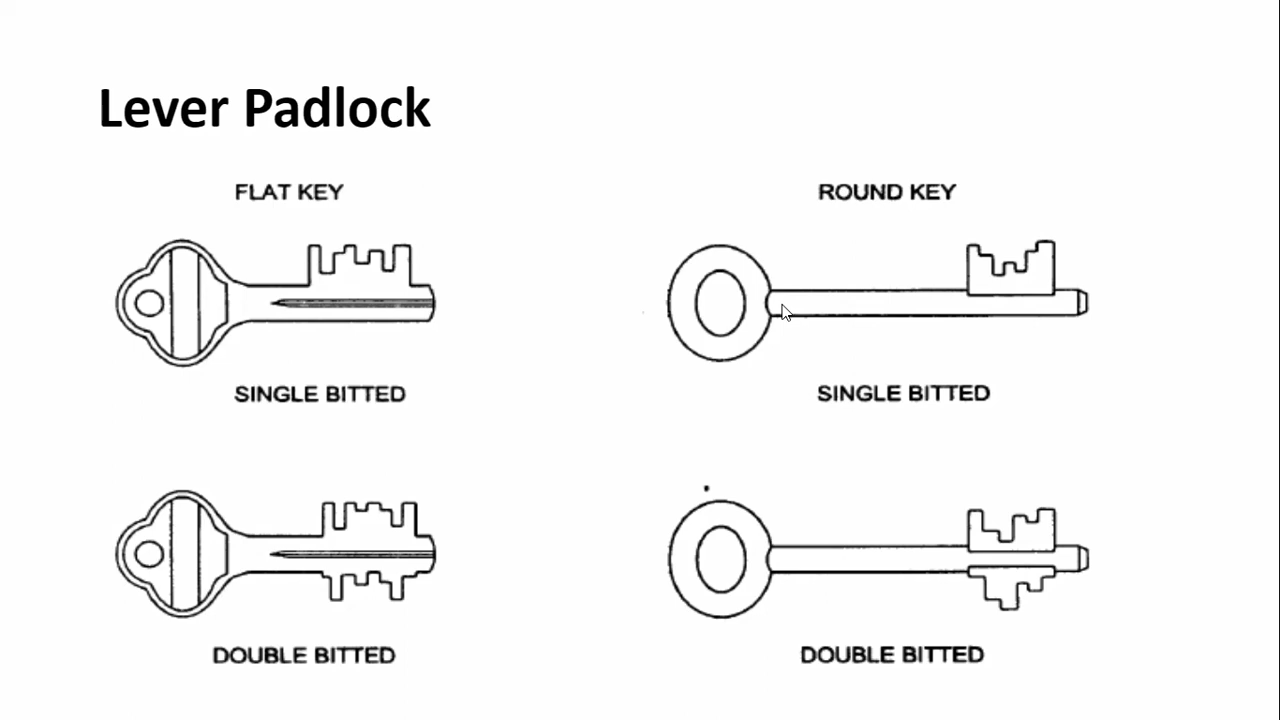 Lever Padlock
FLAT KEY
ROUND KEY
SINGLE BITTED
SINGLE BITTED
DOUBLE BITTED
DOUBLE BITTED